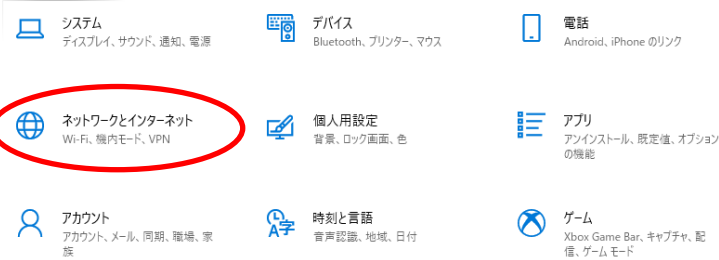 システム
ディスプレイ、サウンド、通知、電源
デバイス
Bluetooth、プリンター、マウス
電話
Android、iPhone のリンク
ネットワークとインターネット
Wi-Fi、機内モード、VPN
個人用設定
背景、ロック画面、色
アプリ
アンインストール、既定値、オプション
の機能
アカウント
アカウント、メール、同期、職場、家
族
時刻と言語
音声認識、地域、日付
ゲーム
Xbox Game Bar、キャプチャ、配
信、ゲーム モード